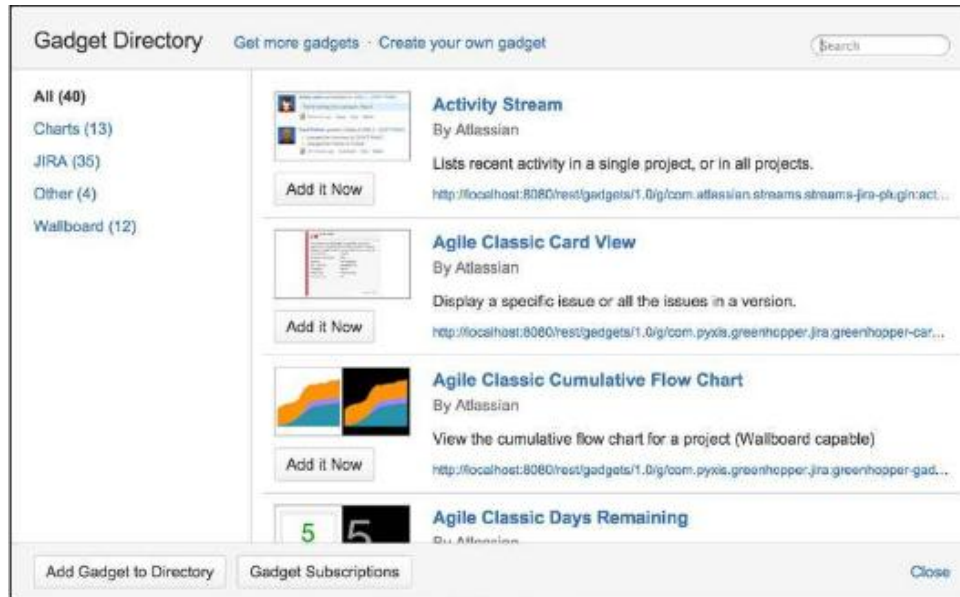 Gadget Directory
Get more gadgets · Create your own gadget
Search
All (40)
Charts (13)
JIRA (35)
Other (4)
Wallboard (12)
Activity Stream
By Atlassian
Lists recent activity in a single project, or in all projects.
http://localhost:8080/rest/gadgets/1.0/g/com.atlassian.streams.streams-jira-plugin:act...
Add it Now
Agile Classic Card View
By Atlassian
Display a specific issue or all the issues in a version.
http://localhost:8080/rest/gadgets/1.0/g/com.pyxis.greenhopper.jira:greenhopper-car...
Add it Now
Agile Classic Cumulative Flow Chart
By Atlassian
View the cumulative flow chart for a project (Wallboard capable)
http://localhost:8080/rest/gadgets/1.0/g/com.pyxis.greenhopper.jira:greenhopper-gad...
Add it Now
5 5
Agile Classic Days Remaining
By Atlassian
Add Gadget to Directory
Gadget Subscriptions
Close